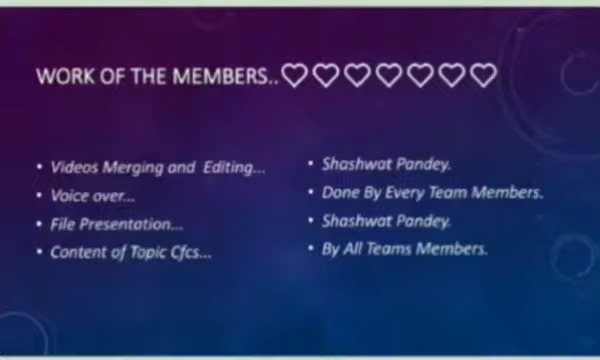 WORK OF THE MEMBERS..♡♡♡♡♡♡♡
• Videos Merging and Editing...
• Voice over...
• File Presentation...
• Content of Topic Cfcs...
• Shashwat Pandey.
• Done By Every Team Members.
• Shashwat Pandey.
• By All Teams Members.